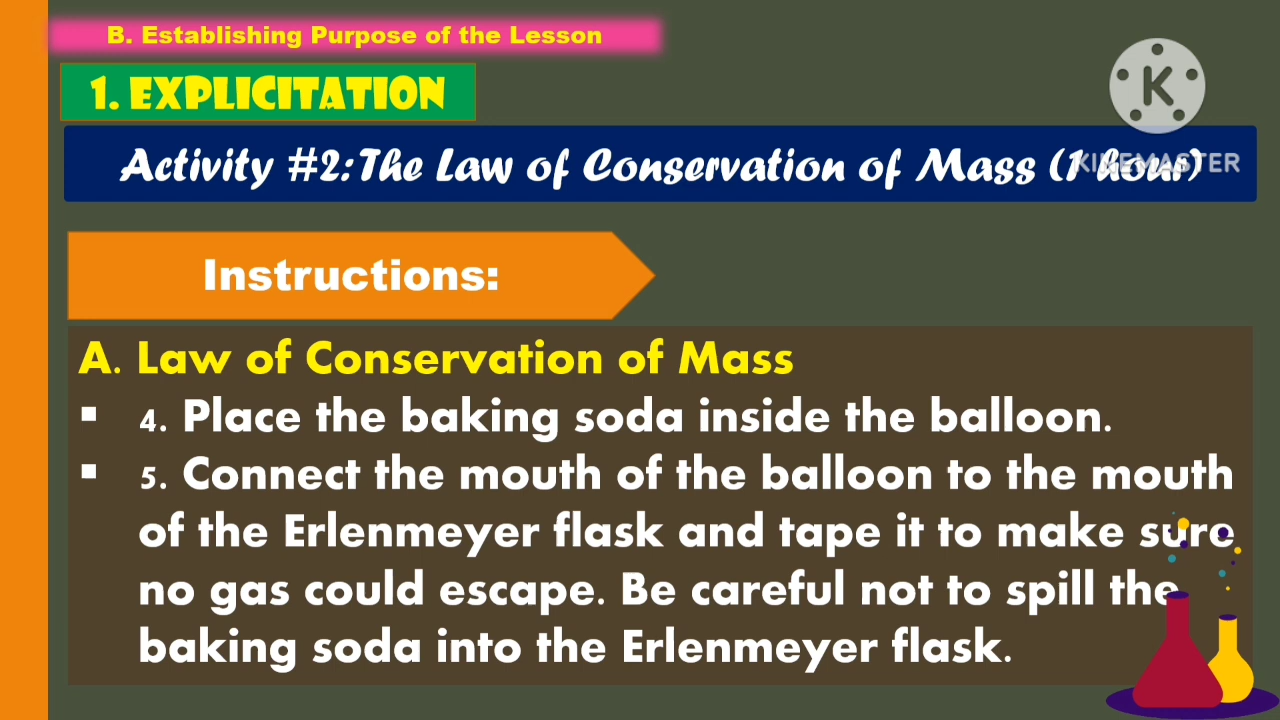 B. Establishing Purpose of the Lesson
1. EXPLICITATION
K
KINEMASTER
Activity #2: The Law of Conservation of Mass (1 hour)
Instructions:
A. Law of Conservation of Mass
▪ 4. Place the baking soda inside the balloon.
▪ 5. Connect the mouth of the balloon to the mouth
of the Erlenmeyer flask and tape it to make sure
no gas could escape. Be careful not to spill the
baking soda into the Erlenmeyer flask.